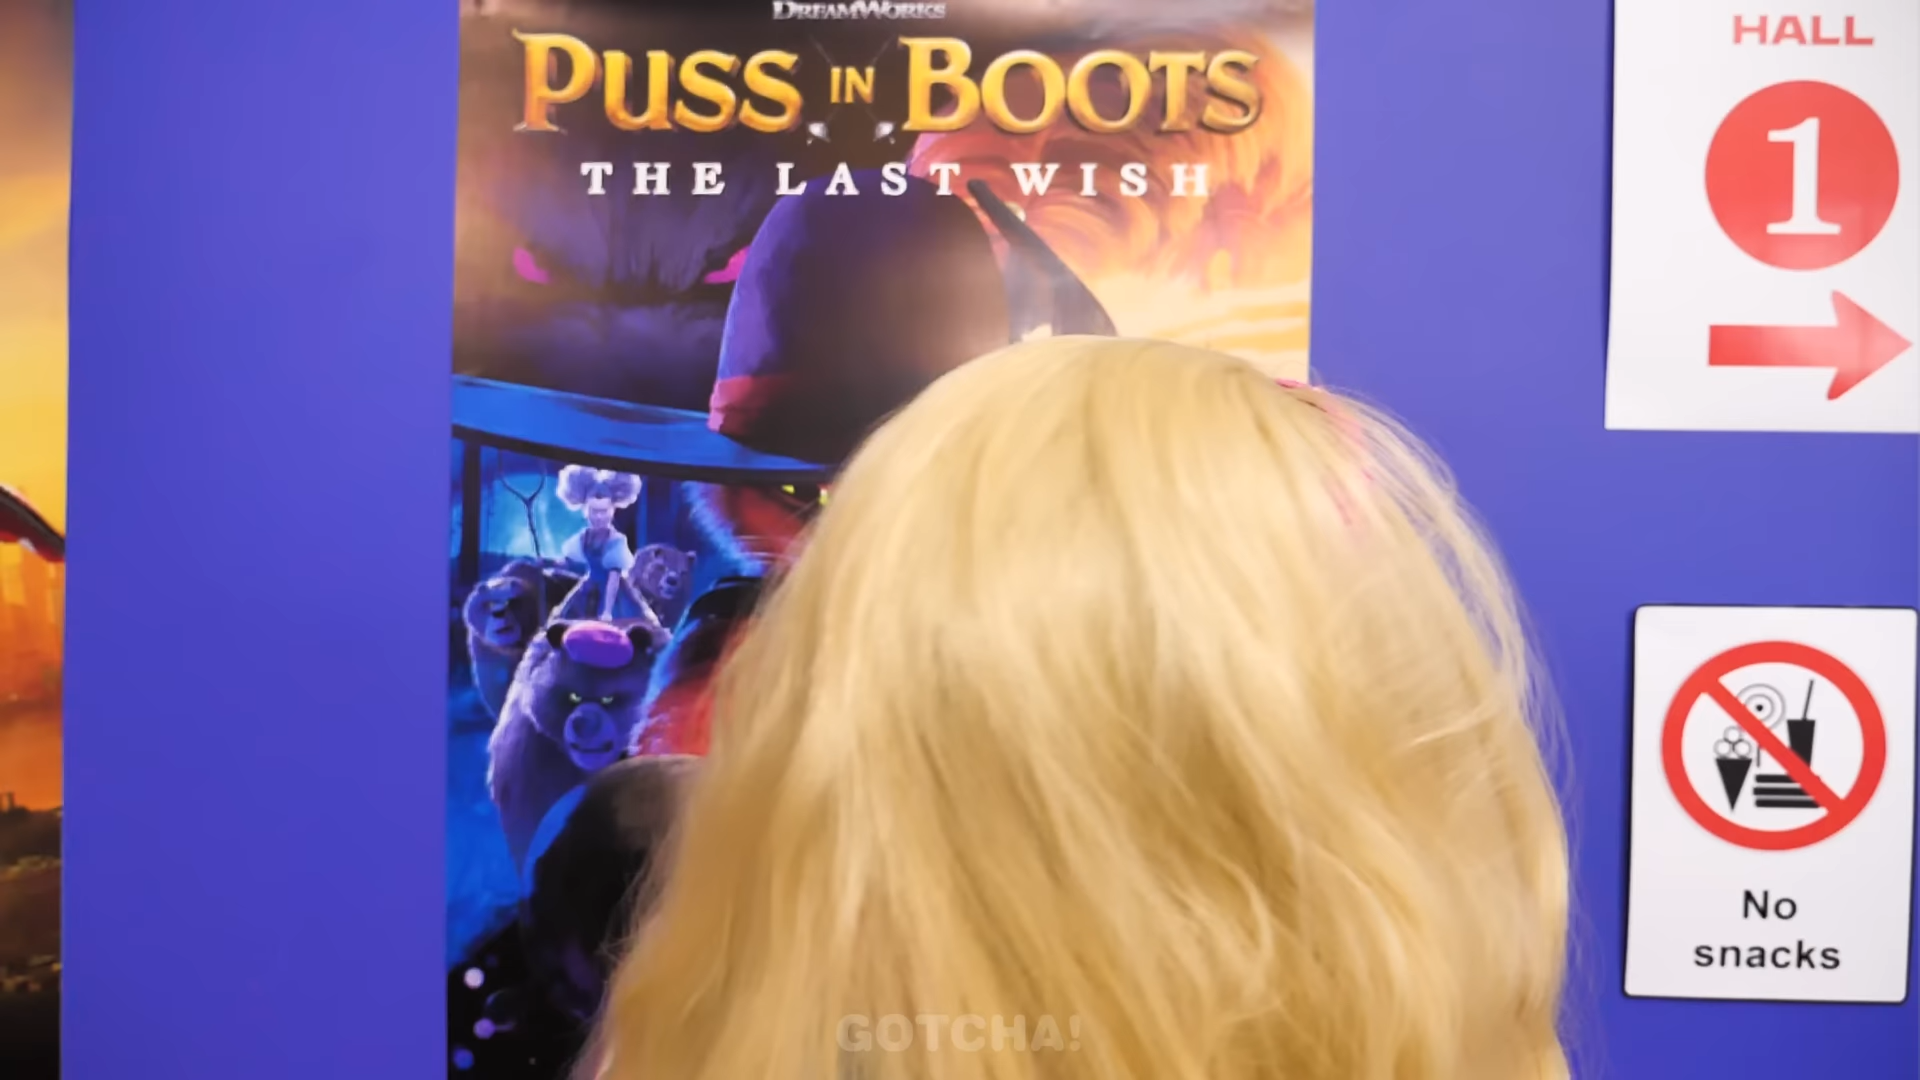 DREAMWORKS
PUSS IN BOOTS
THE LAST WISH
HALL
1
No
snacks
GOTCHA!